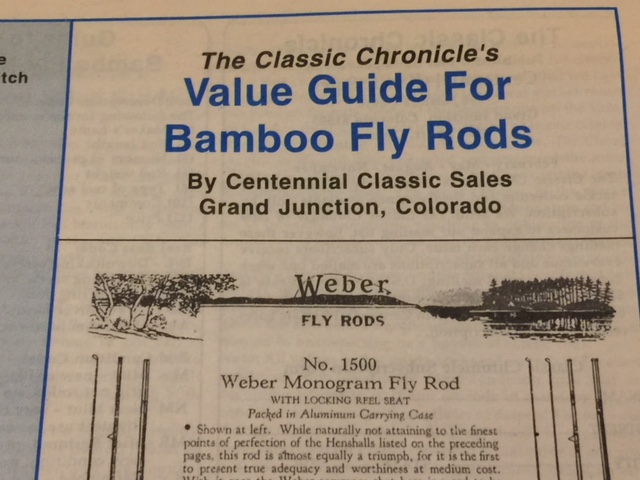 e
tch
The Classic Chronicle's
Value Guide For
Bamboo Fly Rods
By Centennial Classic Sales
Grand Junction, Colorado
Weber
FLY RODS
No. 1500
Weber Monogram Fly Rod
WITH LOCKING REEL SEAT
Packed in Aluminum Carrying Case
• Shown at left. While naturally not attaining to the finest
points of perfection of the Henshalls listed on the preceding
pages, this rod is almost equally a triumph, for it is the first
to present true adequacy and worthiness at medium cost.